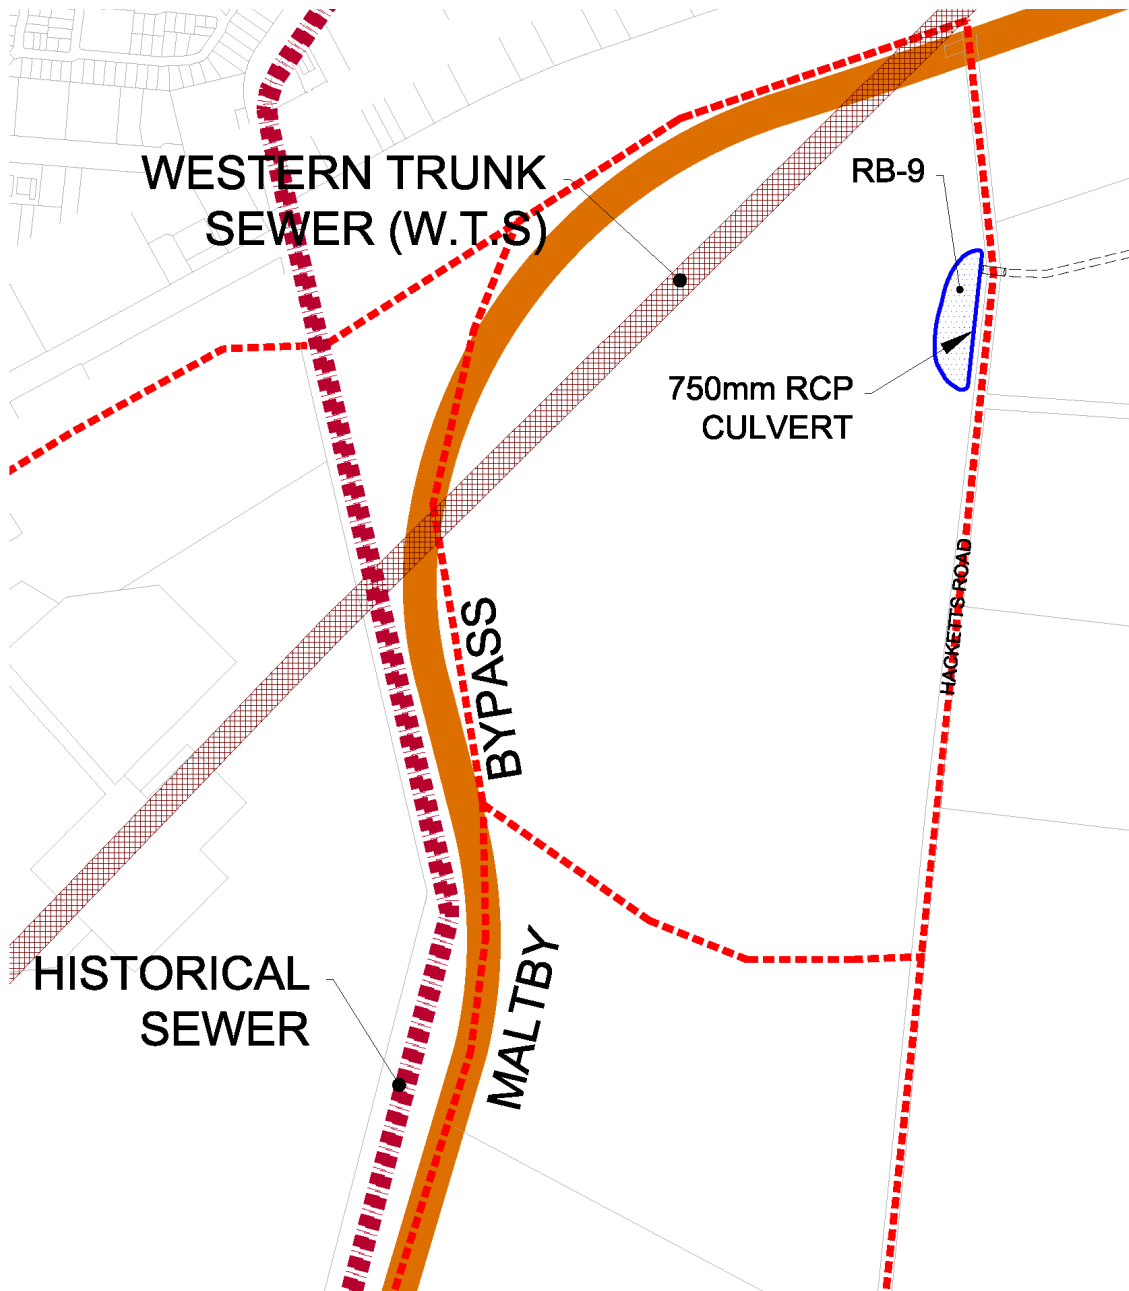 WESTERN TRUNK
SEWER (W.T.S)
RB-9
750mm RCP
CULVERT
HACKETTS ROAD
MALTBY BYPASS
HISTORICAL
SEWER